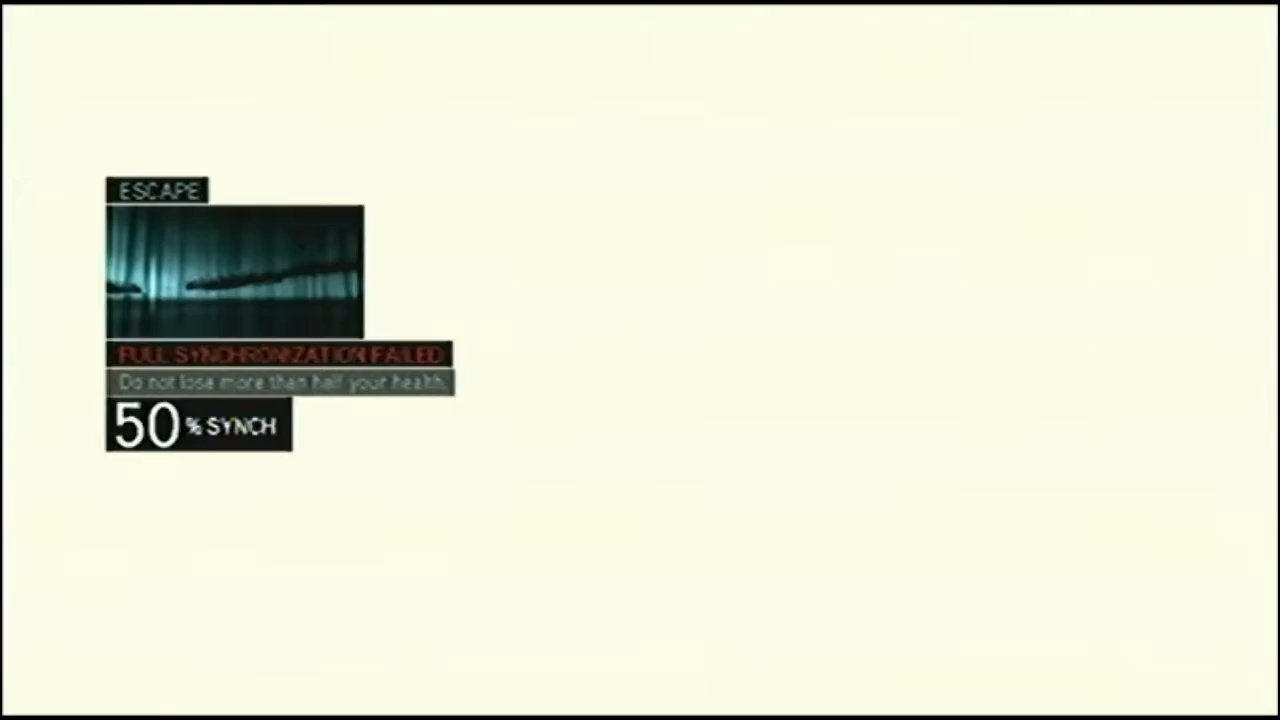 ESCAPE
FULL SYNCHRONIZATION FAILED
Do not lose more than half your health.
50% SYNCH